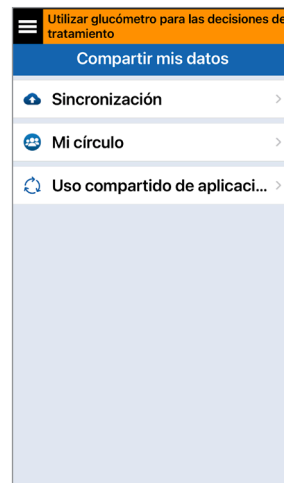 Utilizar glucómetro para las decisiones de
tratamiento
Compartir mis datos
Sincronización
Mi círculo
Uso compartido de aplicaci...